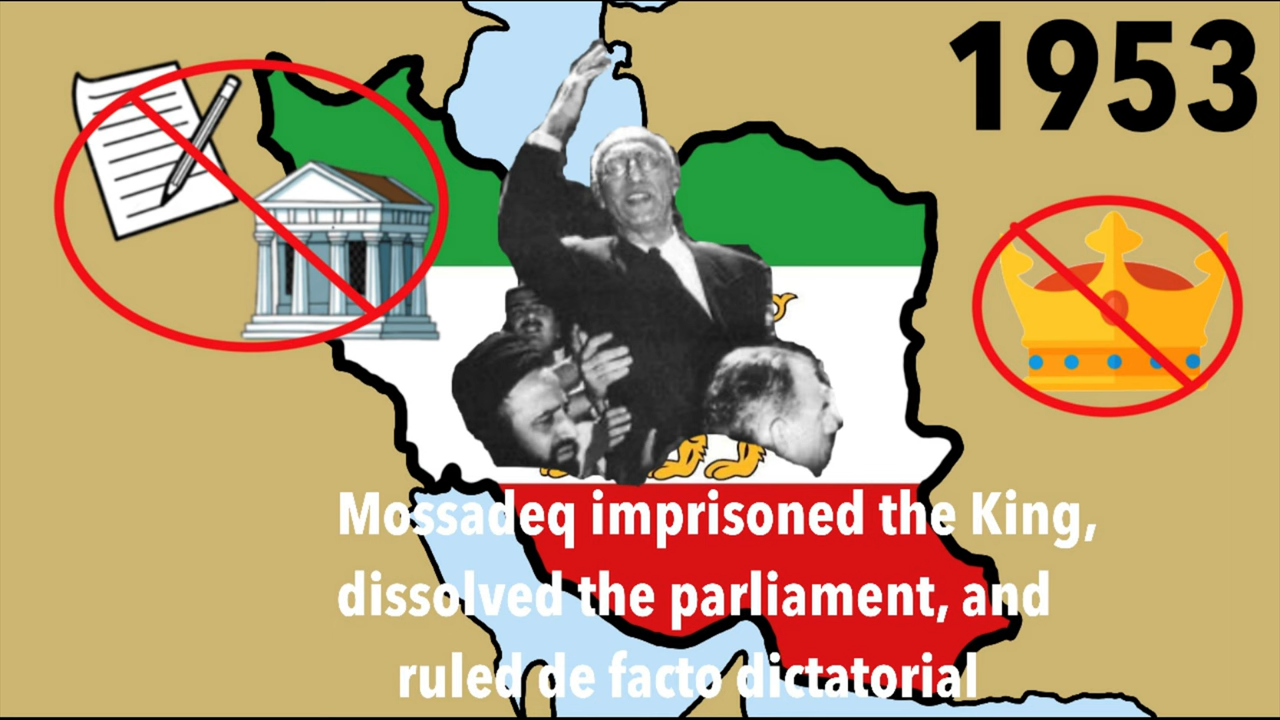 1953
Mossadeq imprisoned the King,
dissolved the parliament, and
ruled de facto dictatorial